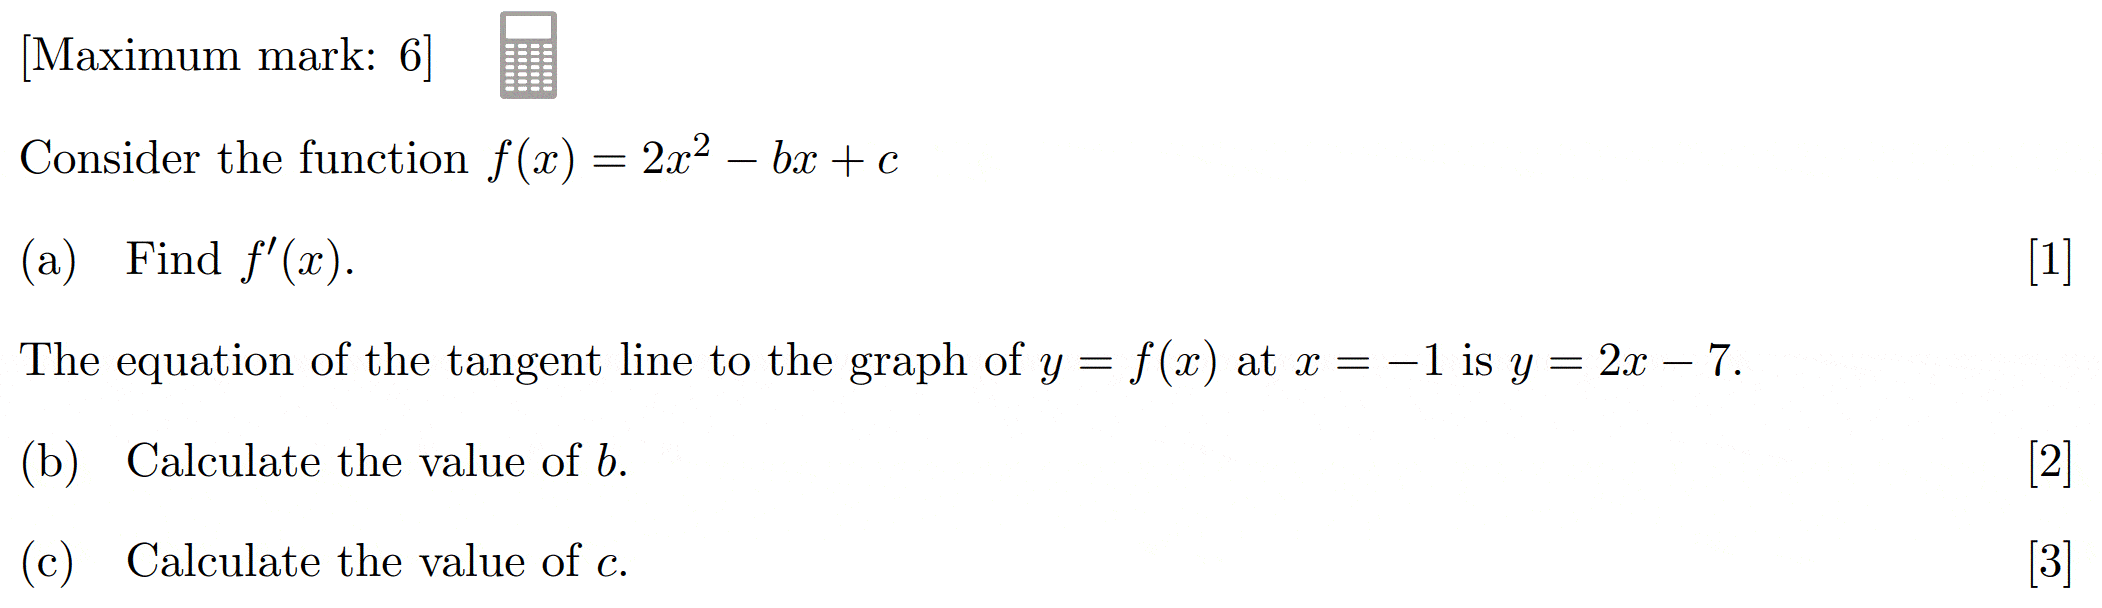 [Maximum mark: 6]
Consider the function f(x) = 2x² − bx + c
(a) Find f′(x). [1]
The equation of the tangent line to the graph of y = f(x) at x = −1 is y = 2x − 7.
(b) Calculate the value of b. [2]
(c) Calculate the value of c. [3]